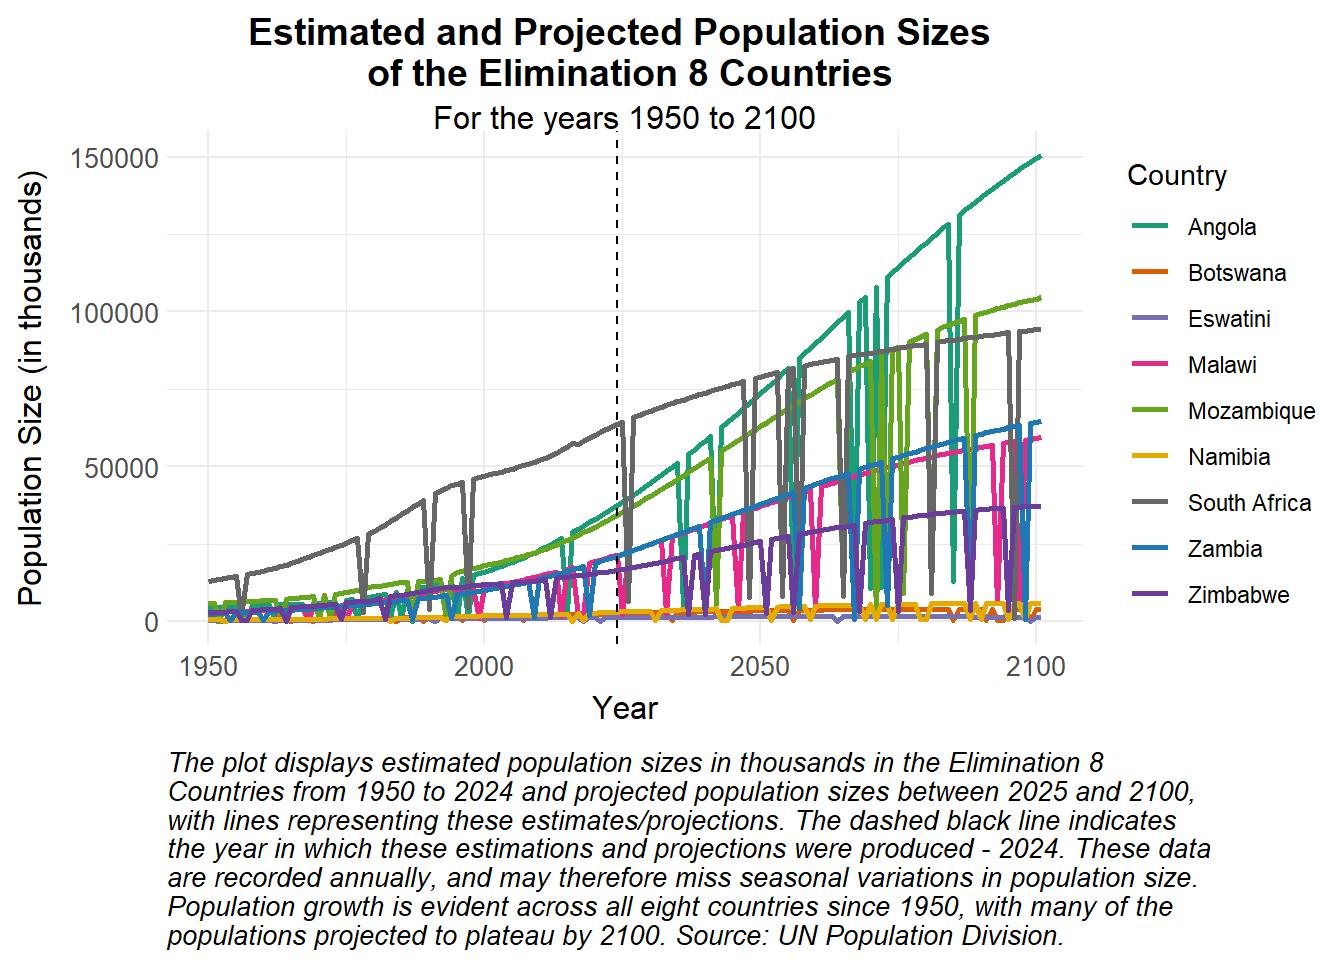 Estimated and Projected Population Sizes
of the Elimination 8 Countries
For the years 1950 to 2100
Population Size (in thousands)
150000
100000
50000
0
1950
2000
2050
2100
Year
Country
Angola
Botswana
Eswatini
Malawi
Mozambique
Namibia
South Africa
Zambia
Zimbabwe
The plot displays estimated population sizes in thousands in the Elimination 8
Countries from 1950 to 2024 and projected population sizes between 2025 and 2100,
with lines representing these estimates/projections. The dashed black line indicates
the year in which these estimations and projections were produced - 2024. These data
are recorded annually, and may therefore miss seasonal variations in population size.
Population growth is evident across all eight countries since 1950, with many of the
populations projected to plateau by 2100. Source: UN Population Division.